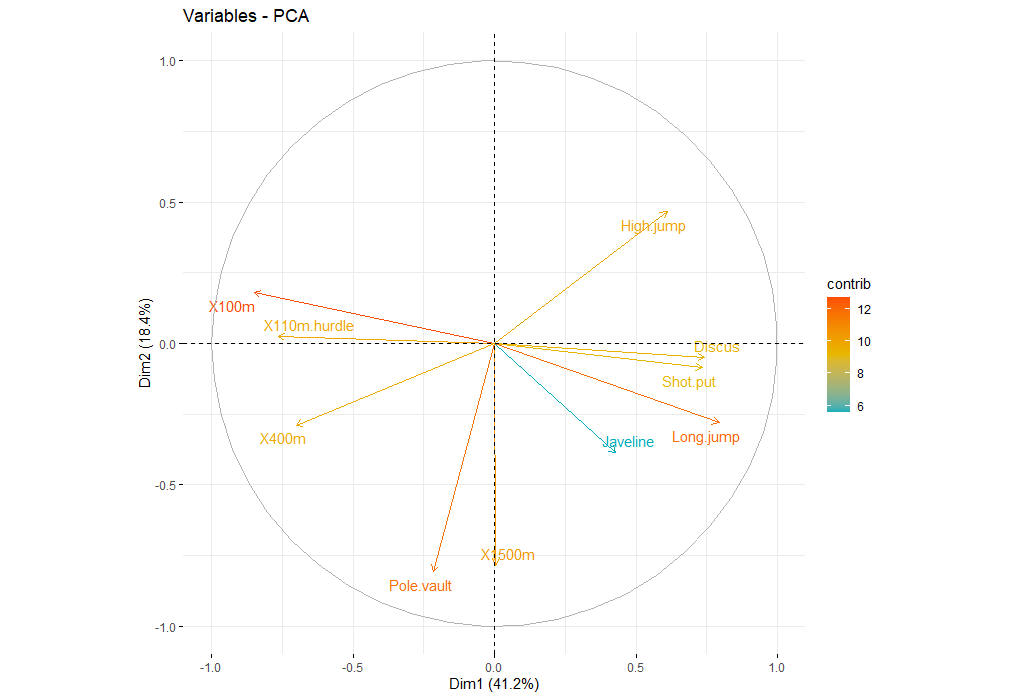 Variables - PCA
1.0
0.5
0.0
-0.5
-1.0
Dim2 (18.4%)
High.jump
X100m
X110m.hurdle
Discus
Shot.put
X400m
Long.jump
Javeline
X1500m
Pole.vault
-1.0
-0.5
0.0
0.5
1.0
Dim1 (41.2%)
contrib
12
10
8
6